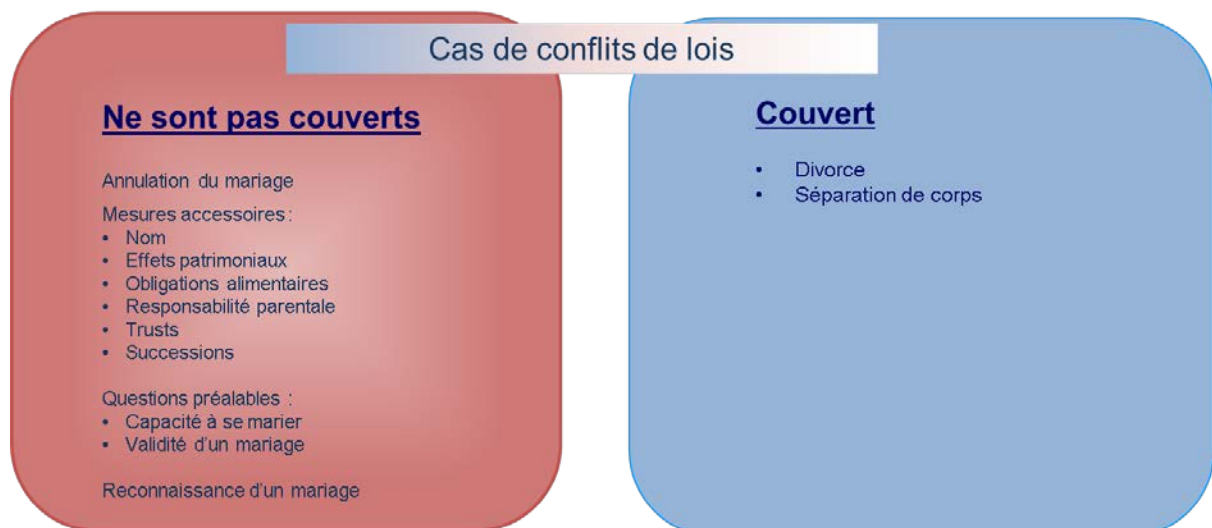 Cas de conflits de lois
Ne sont pas couverts
Annulation du mariage
Mesures accessoires :
• Nom
• Effets patrimoniaux
• Obligations alimentaires
• Responsabilité parentale
• Trusts
• Successions
Questions préalables :
• Capacité à se marier
• Validité d'un mariage
Reconnaissance d'un mariage
Couvert
• Divorce
• Séparation de corps